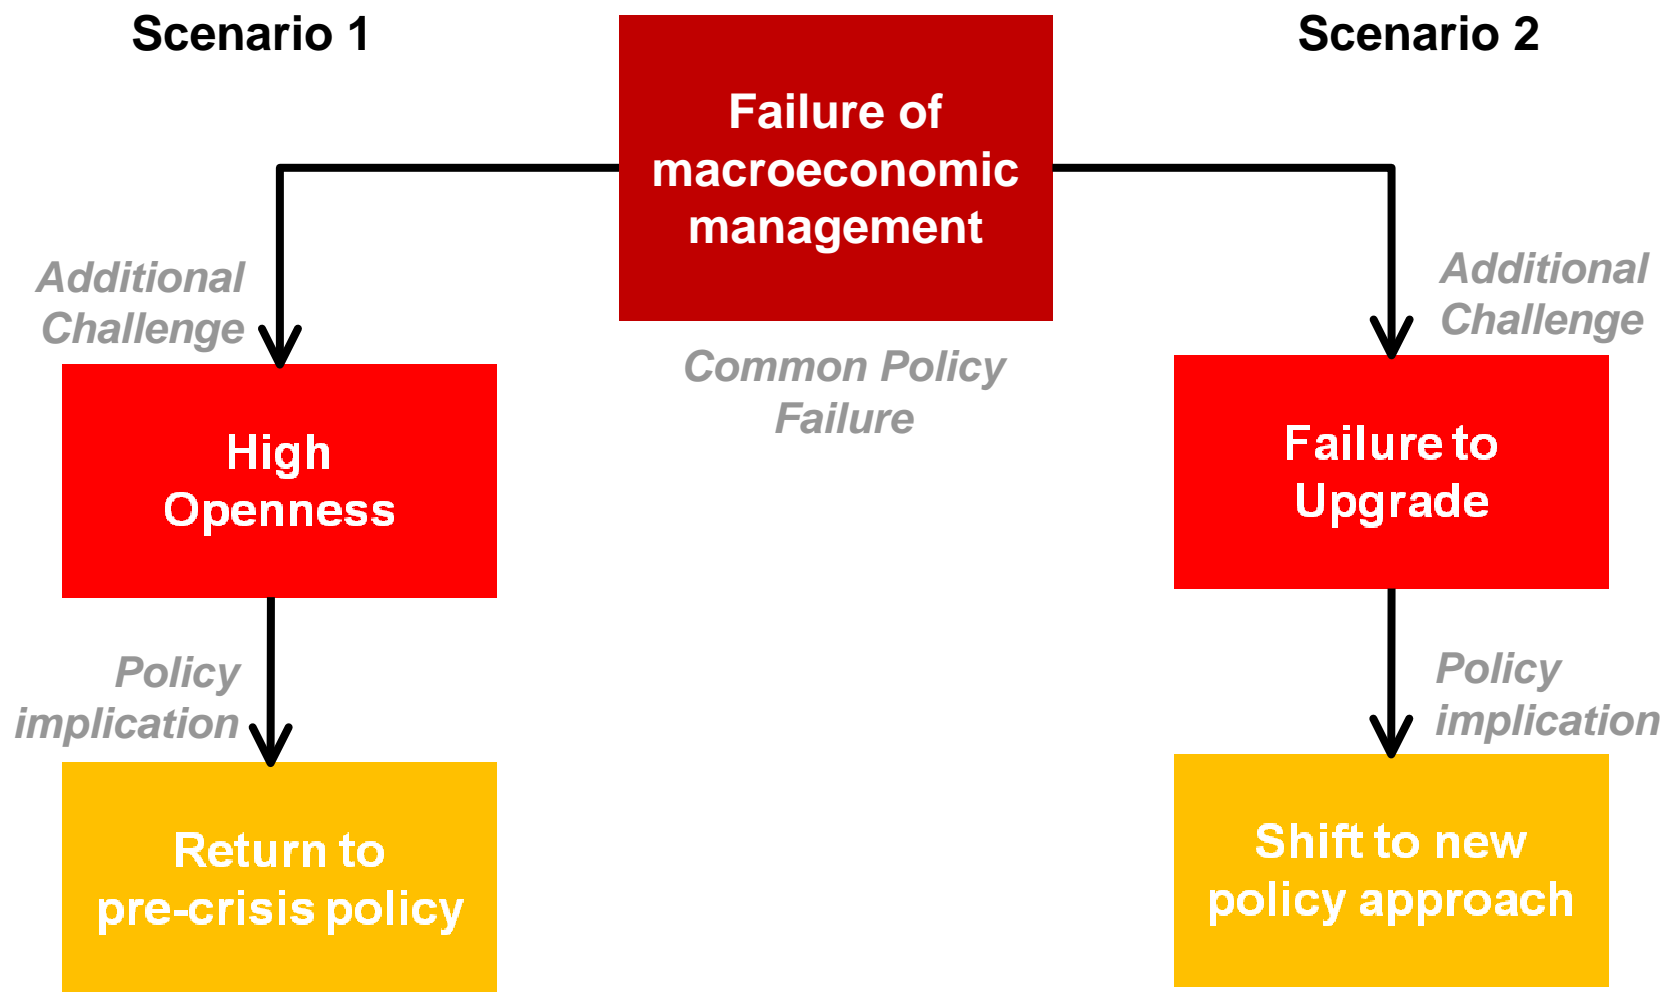 Scenario 1
Scenario 2
Failure of
macroeconomic
management
Common Policy
Failure
Additional
Challenge
High
Openness
Policy
implication
Return to
pre-crisis policy
Additional
Challenge
Failure to
Upgrade
Policy
implication
Shift to new
policy approach